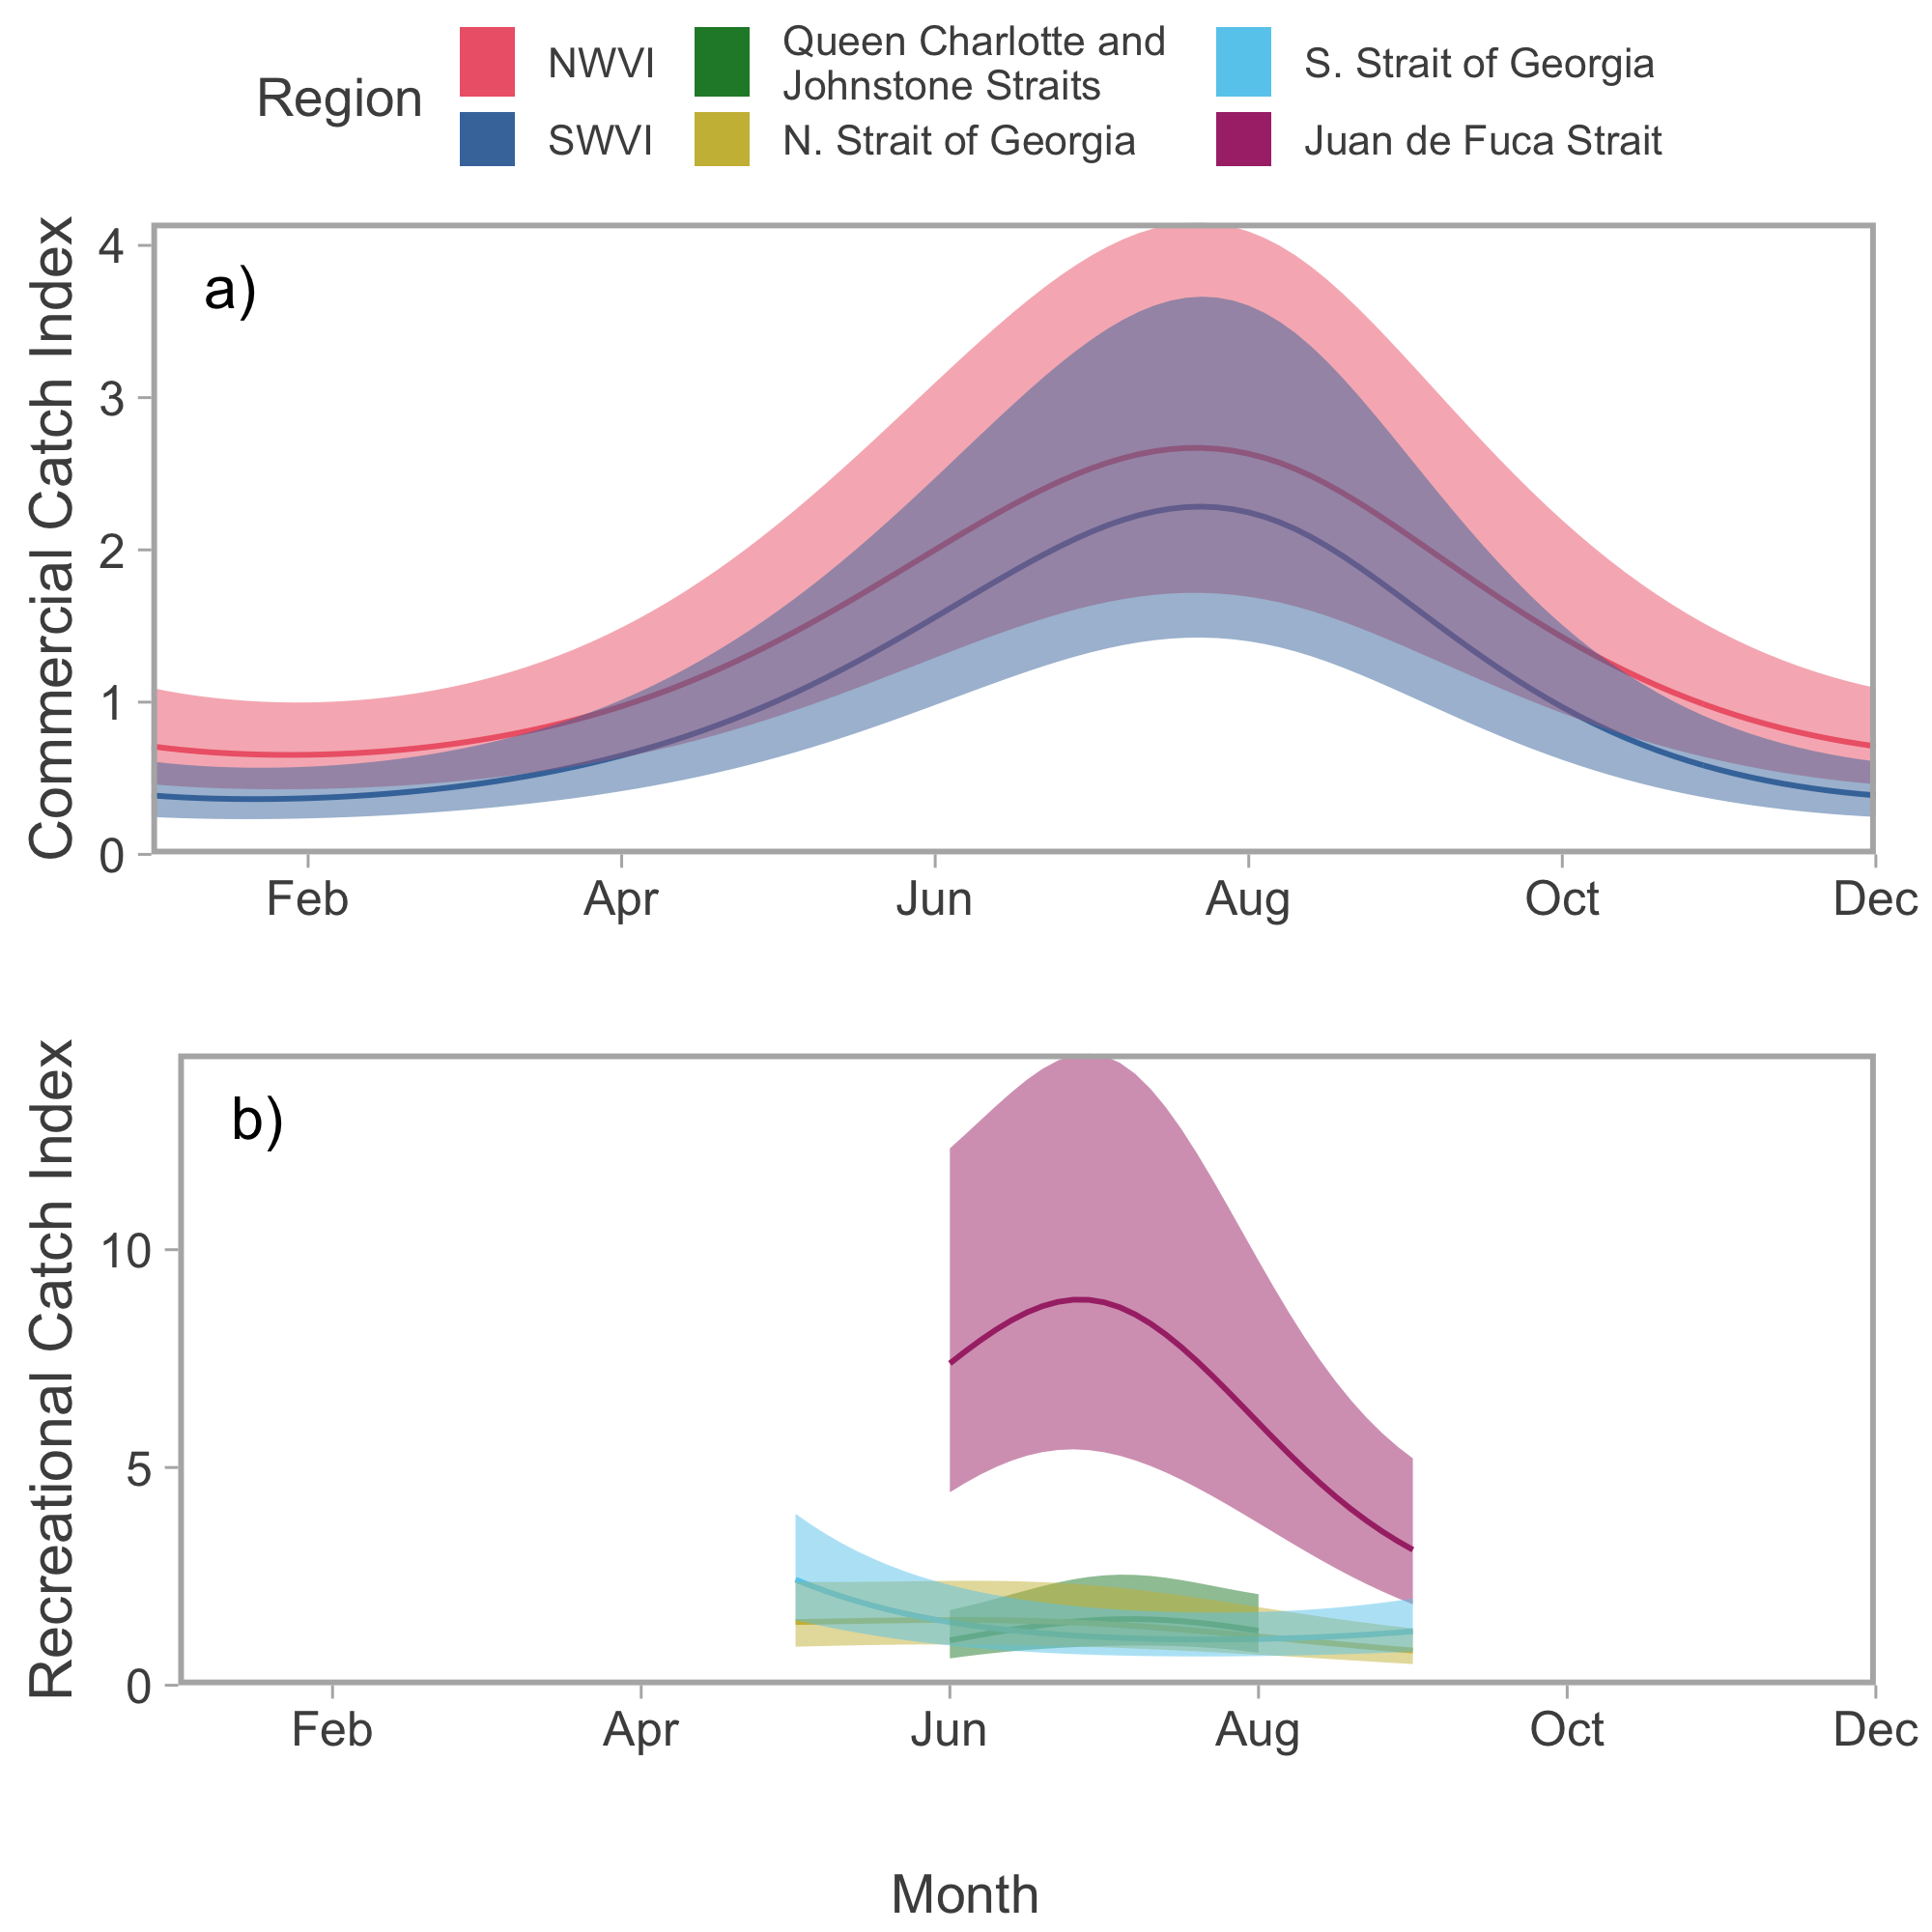 Region
NWVI
SWVI
Queen Charlotte and
Johnstone Straits
N. Strait of Georgia
S. Strait of Georgia
Juan de Fuca Strait
Commercial Catch Index
a)
4
3
2
1
0
Feb Apr Jun Aug Oct Dec
Recreational Catch Index
b)
10
5
0
Feb Apr Jun Aug Oct Dec
Month